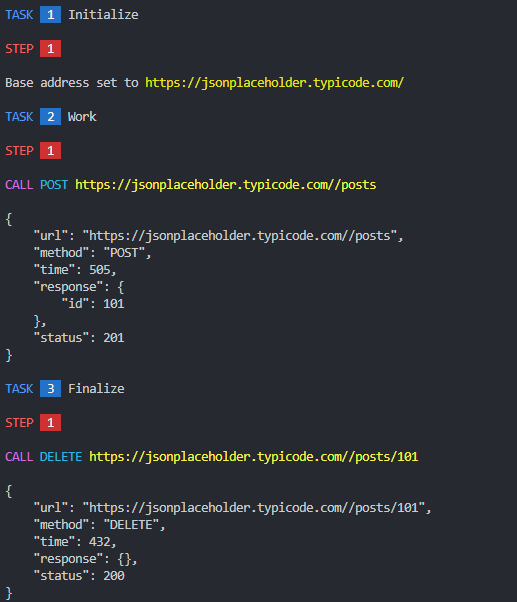 TASK 1 Initialize
STEP 1
Base address set to https://jsonplaceholder.typicode.com/
TASK 2 Work
STEP 1
CALL POST https://jsonplaceholder.typicode.com//posts
{
    "url": "https://jsonplaceholder.typicode.com//posts",
    "method": "POST",
    "time": 505,
    "response": {
        "id": 101
    },
    "status": 201
}
TASK 3 Finalize
STEP 1
CALL DELETE https://jsonplaceholder.typicode.com//posts/101
{
    "url": "https://jsonplaceholder.typicode.com//posts/101",
    "method": "DELETE",
    "time": 432,
    "response": {},
    "status": 200
}